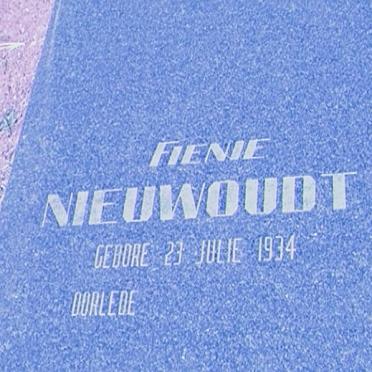 FIENIE
NIEUWOUDT
GEBORE 23 JULIE 1934
OORLEDE